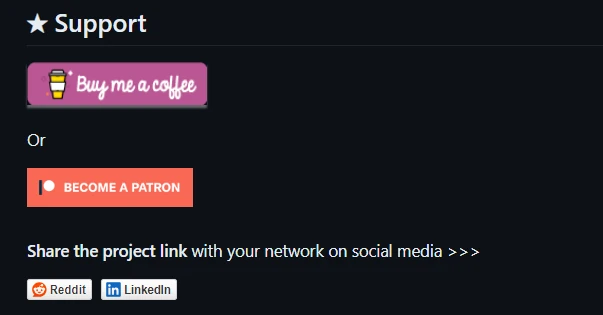 ★ Support
Buy me a coffee
Or
BECOME A PATRON
Share the project link with your network on social media >>>
Reddit LinkedIn